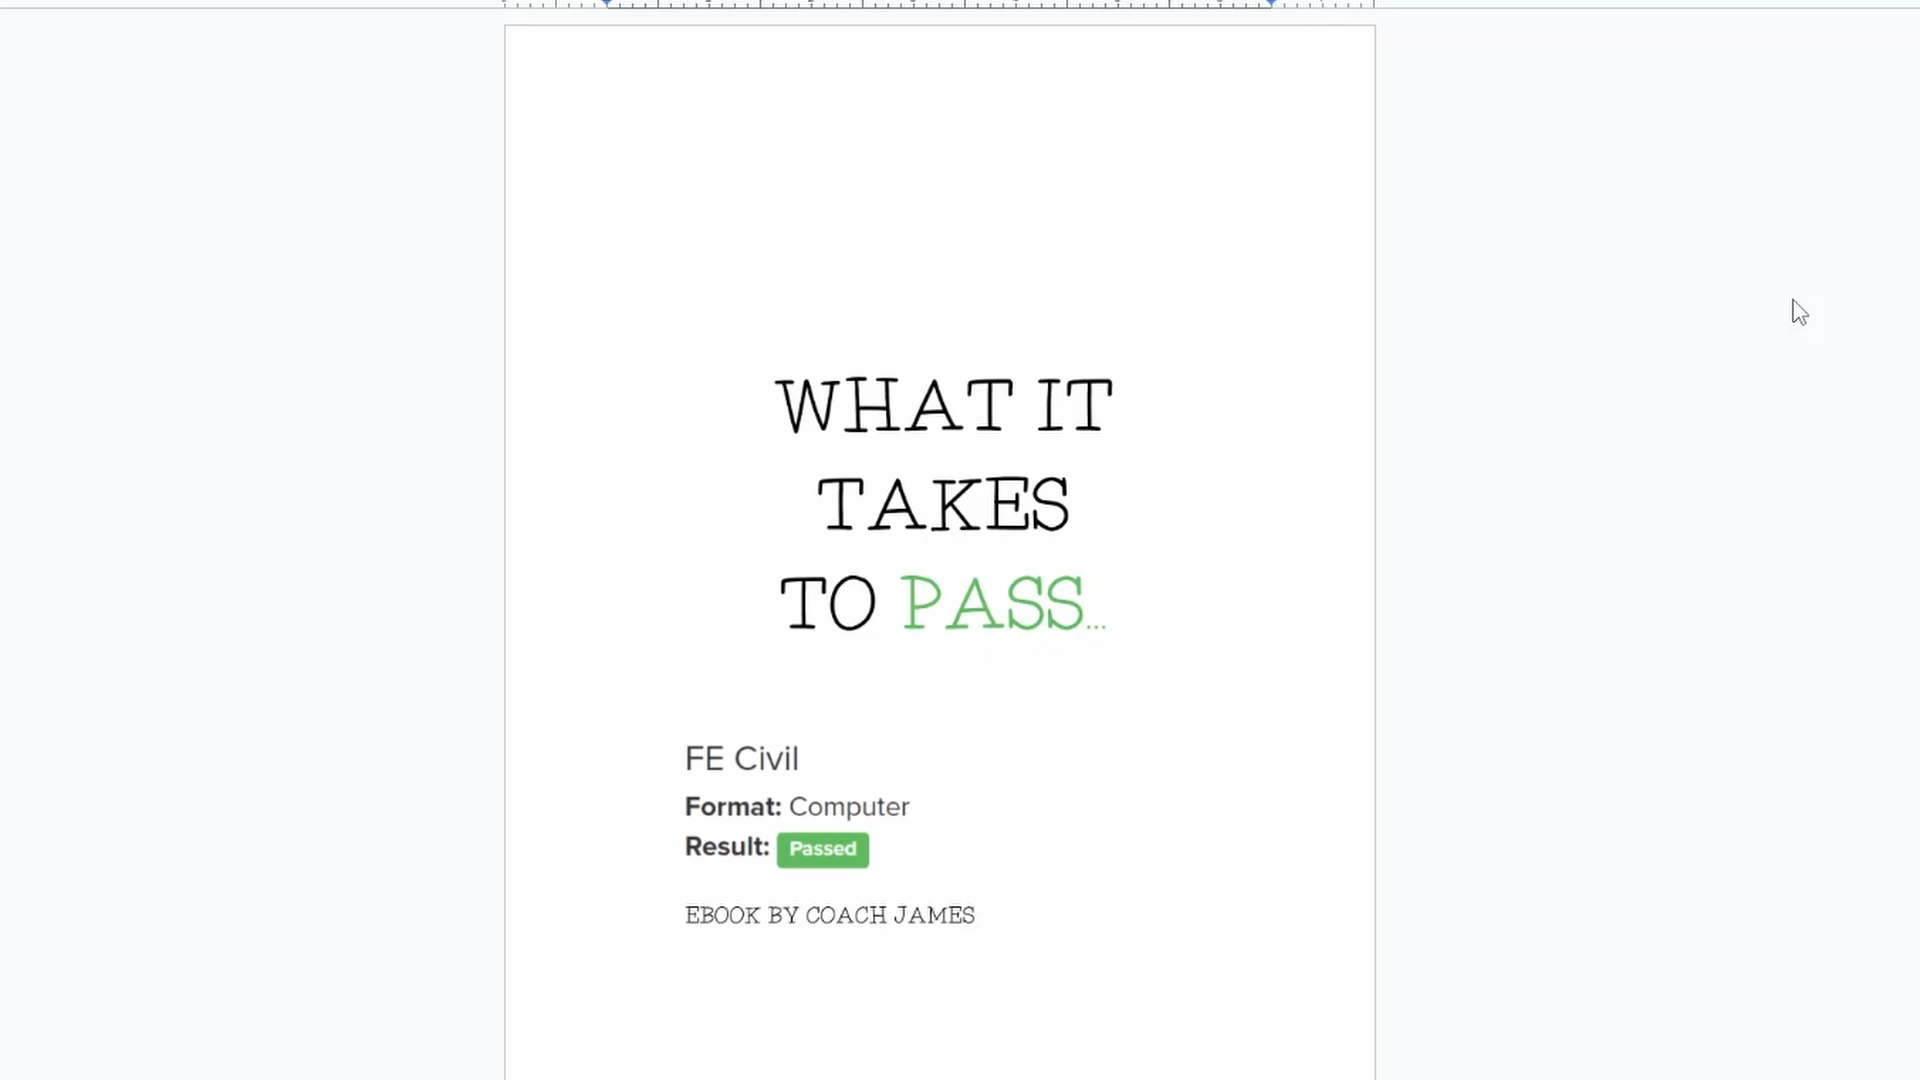 WHAT IT
TAKES
TO PASS...
FE Civil
Format: Computer
Result: Passed
EBOOK BY COACH JAMES